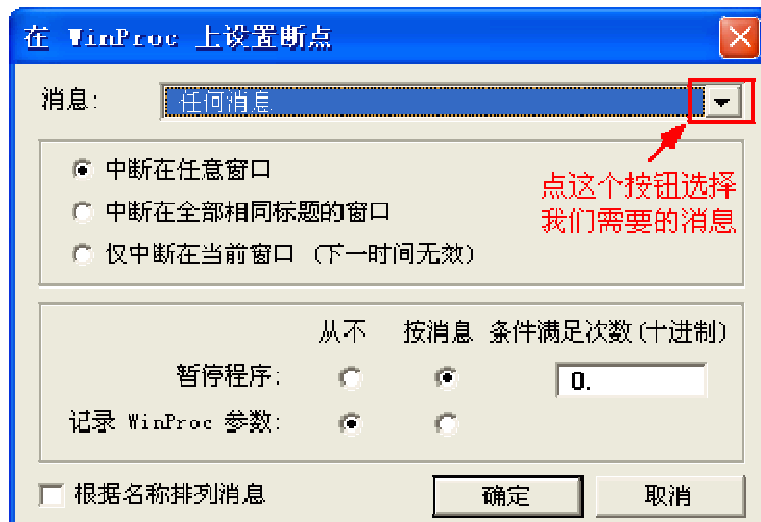 在 WinProc 上设置断点
消息:
任何消息
中断在任意窗口
中断在全部相同标题的窗口
仅中断在当前窗口 (下一时间无效)
点这个按钮选择
我们需要的消息
从不 按消息 条件满足次数(十进制)
暂停程序: 0.
记录 WinProc 参数:
根据名称排列消息
确定
取消